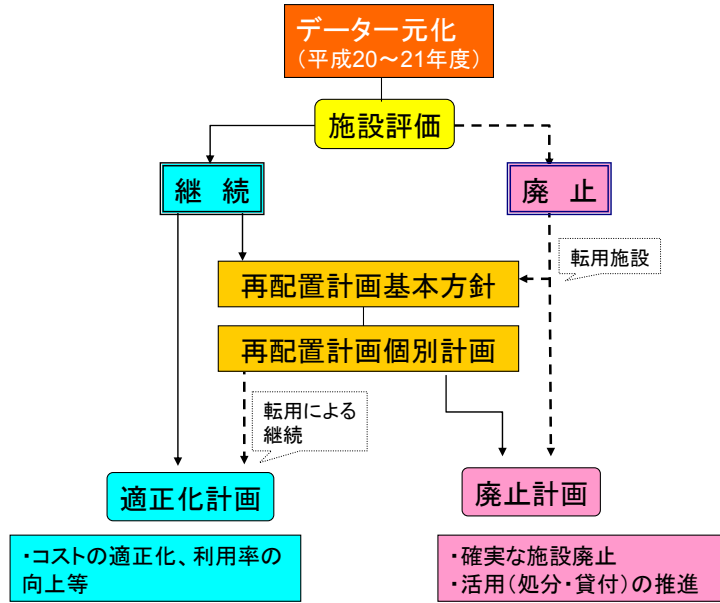 データー元化
(平成20～21年度)
施設評価
継 続
廃 止
転用施設
再配置計画基本方針
再配置計画個別計画
転用による
継続
適正化計画
廃止計画
・コストの適正化、利用率の
向上等
・確実な施設廃止
・活用(処分・貸付)の推進